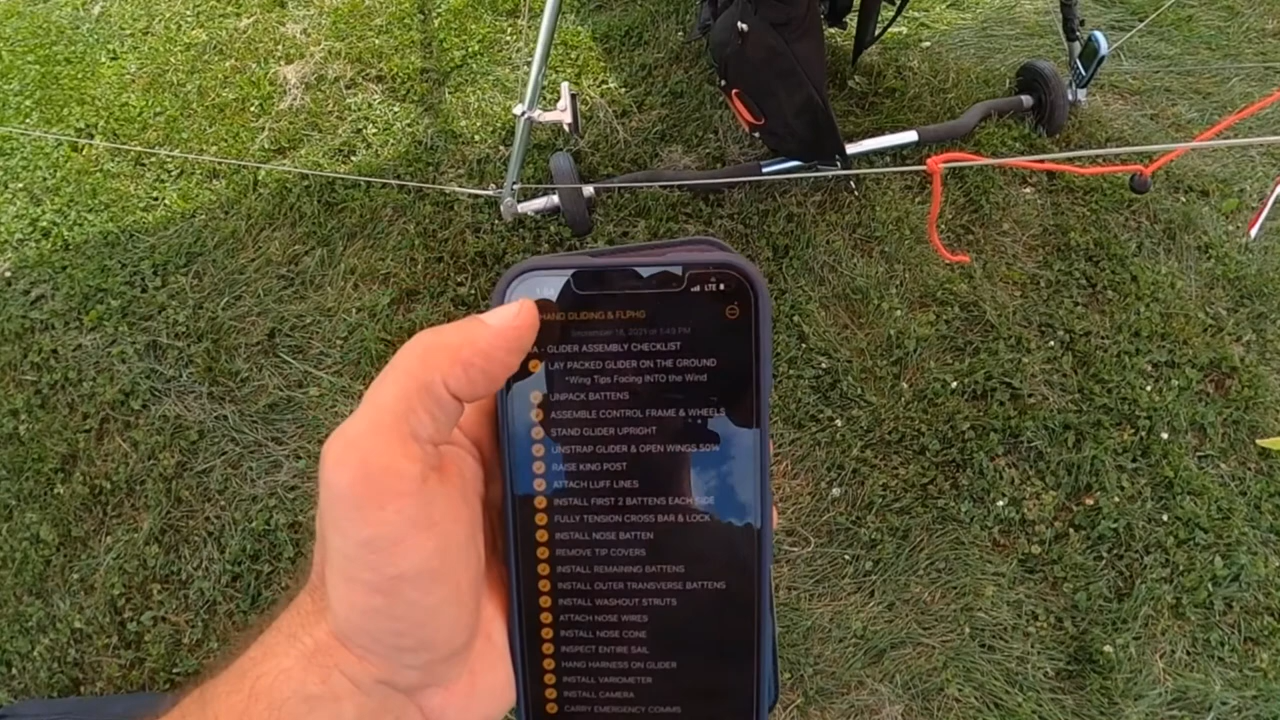 LTE
HAND GLIDING & FLPHG
September 16, 2021 at 1:43 PM
A - GLIDER ASSEMBLY CHECKLIST
LAY PACKED GLIDER ON THE GROUND
*Wing Tips Facing INTO the Wind
UNPACK BATTENS
ASSEMBLE CONTROL FRAME & WHEELS
STAND GLIDER UPRIGHT
UNSTRAP GLIDER & OPEN WINGS 50%
RAISE KING POST
ATTACH LUFF LINES
INSTALL FIRST 2 BATTENS EACH SIDE
FULLY TENSION CROSS BAR & LOCK
INSTALL NOSE BATTEN
REMOVE TIP COVERS
INSTALL REMAINING BATTENS
INSTALL OUTER TRANSVERSE BATTENS
INSTALL WASHOUT STRUTS
ATTACH NOSE WIRES
INSTALL NOSE CONE
INSPECT ENTIRE SAIL
HANG HARNESS ON GLIDER
INSTALL VARIOMETER
INSTALL CAMERA
CARRY EMERGENCY COMMS